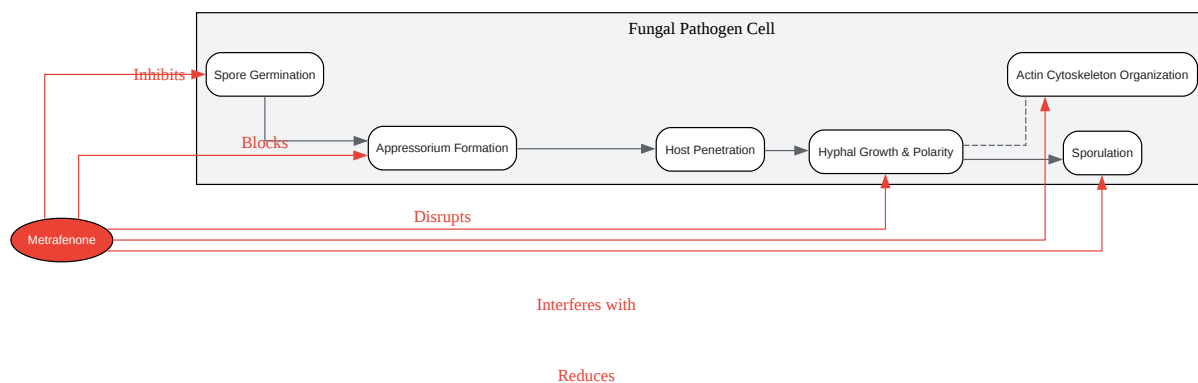 Fungal Pathogen Cell
Inhibits
Spore Germination
Actin Cytoskeleton Organization
Blocks
Appressorium Formation
Host Penetration
Hyphal Growth & Polarity
Sporulation
Disrupts
Metrafenone
Interferes with
Reduces